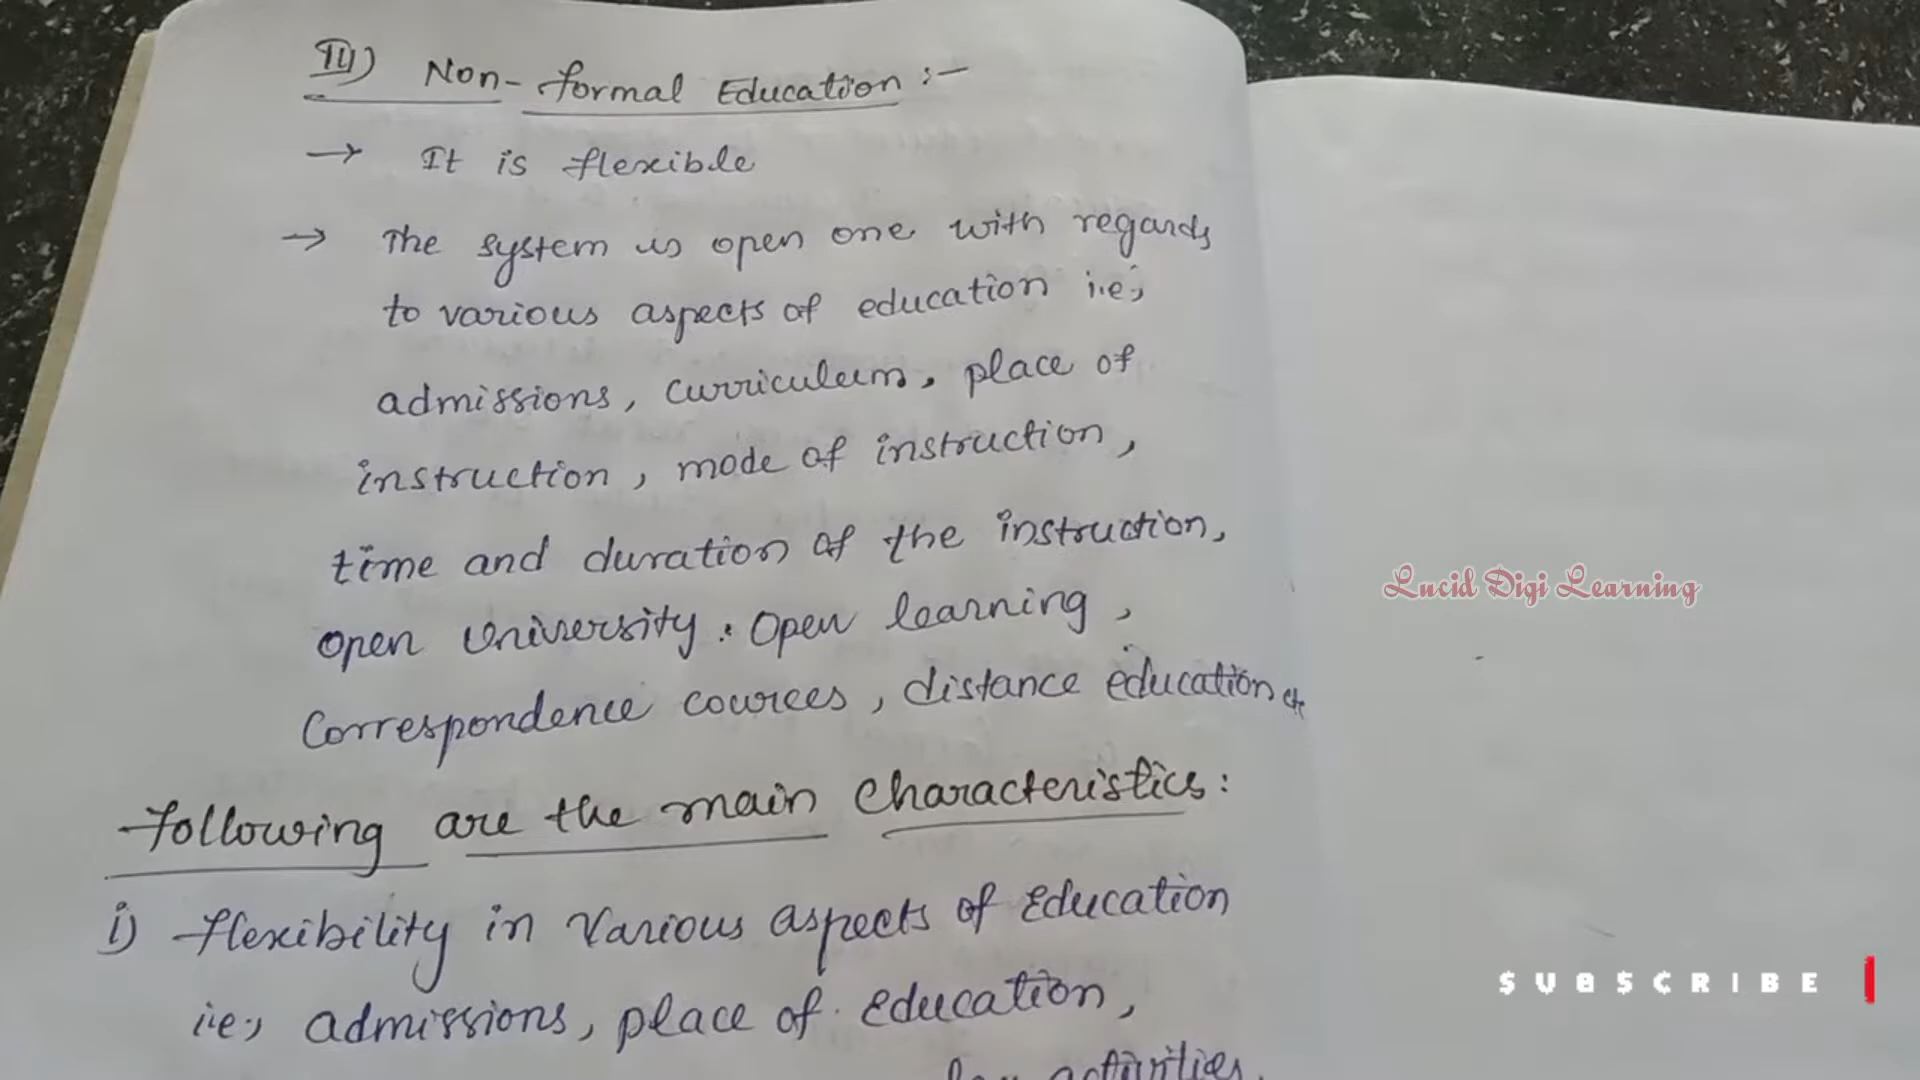 III) Non-formal Education :-
→ It is flexible
→ The system is open one with regards
to various aspects of education i.e;
admissions, curriculum, place of
instruction, mode of instruction,
time and duration of the instruction,
open University. Open learning,
Correspondence cources, distance education etc
following are the main characteristics:
i) flexibility in various aspects of Education
i.e; admissions, place of education,
activities.
Lucid Digi Learning
SUBSCRIBE